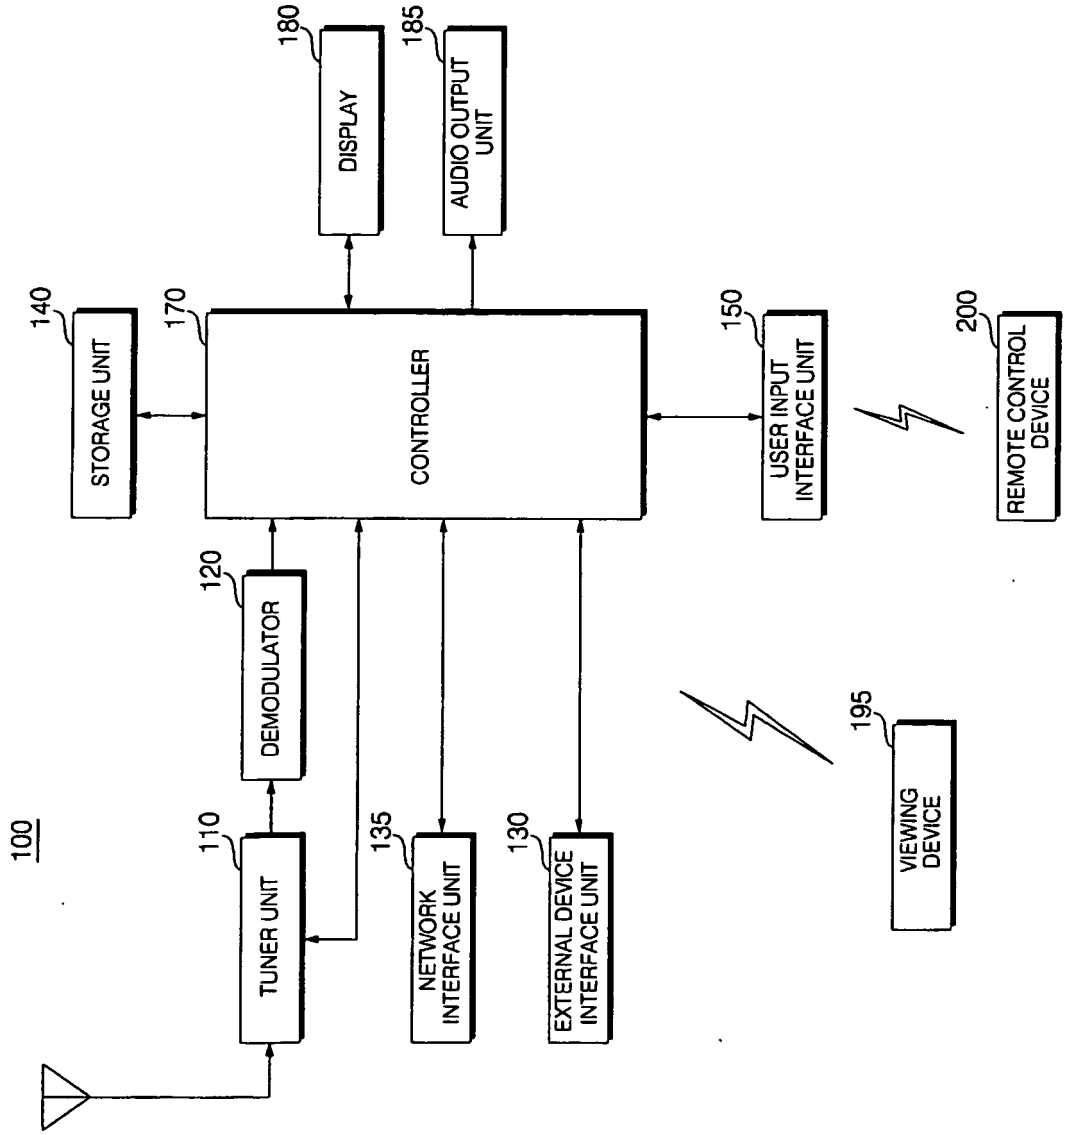 100
110
TUNER UNIT
120
DEMODULATOR
135
NETWORK
INTERFACE UNIT
130
EXTERNAL DEVICE
INTERFACE UNIT
140
STORAGE UNIT
170
CONTROLLER
180
DISPLAY
185
AUDIO OUTPUT
UNIT
150
USER INPUT
INTERFACE UNIT
195
VIEWING
DEVICE
200
REMOTE CONTROL
DEVICE